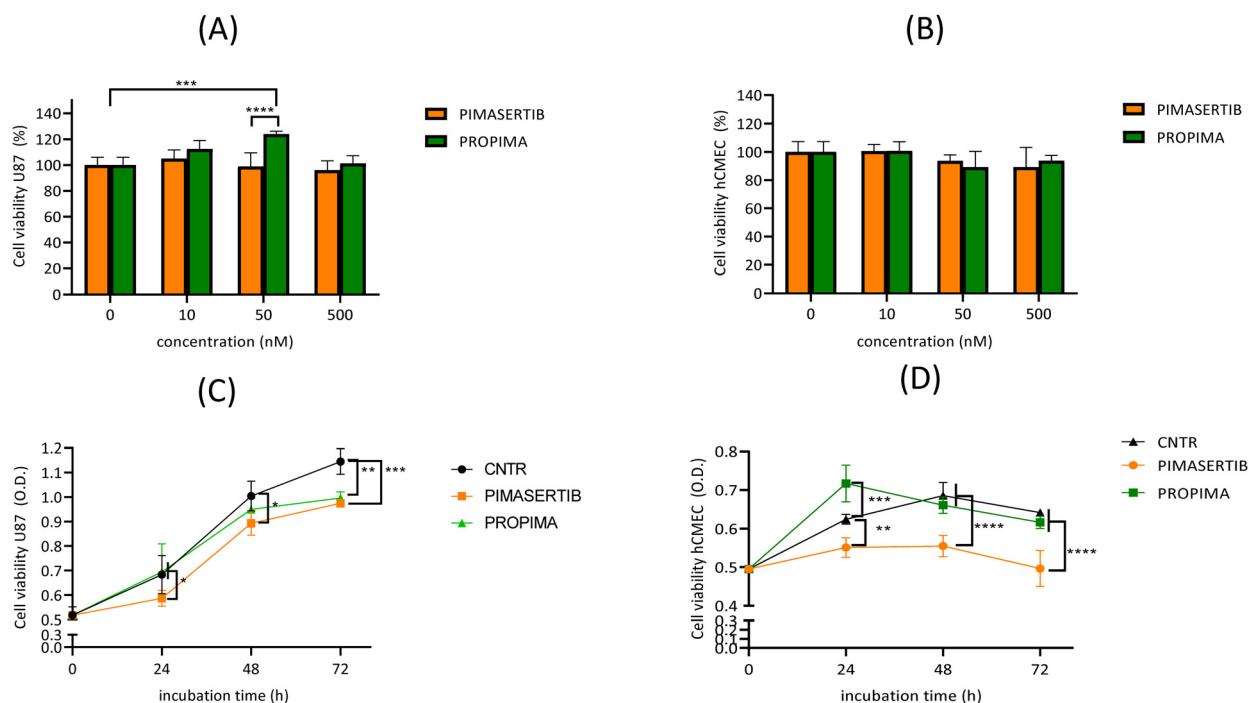 (A)
***
****
140
120
100
80
60
40
20
0
Cell viability U87 (%)
0 10 50 500
concentration (nM)
PIMASERTIB
PROPIMA
(B)
140
120
100
80
60
40
20
0
Cell viability hCMEC (%)
0 10 50 500
concentration (nM)
PIMASERTIB
PROPIMA
(C)
1.2
1.1
1.0
0.9
0.8
0.7
0.6
0.5
0.3
0.0
Cell viability U87 (O.D.)
*
*
**
***
0 24 48 72
incubation time (h)
CNTR
PIMASERTIB
PROPIMA
(D)
0.8
0.7
0.6
0.5
0.4
0.3
0.2
0.1
0.0
Cell viability hCMEC (O.D.)
***
**
****
****
0 24 48 72
incubation time (h)
CNTR
PIMASERTIB
PROPIMA